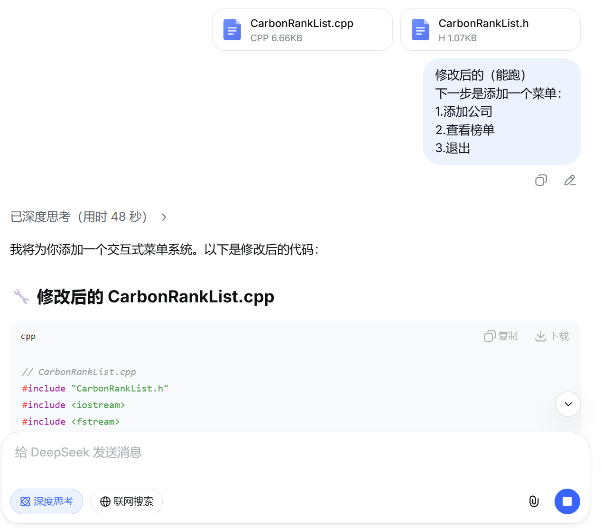 CarbonRankList.cpp
CPP 6.66KB
CarbonRankList.h
H 1.07KB
修改后的（能跑）
下一步是添加一个菜单：
1.添加公司
2.查看榜单
3.退出
已深度思考（用时 48 秒）
我将为你添加一个交互式菜单系统。以下是修改后的代码：
修改后的 CarbonRankList.cpp
cpp
复制
下载
// CarbonRankList.cpp
#include "CarbonRankList.h"
#include <iostream>
#include <fstream>
给 DeepSeek 发送消息
深度思考
联网搜索